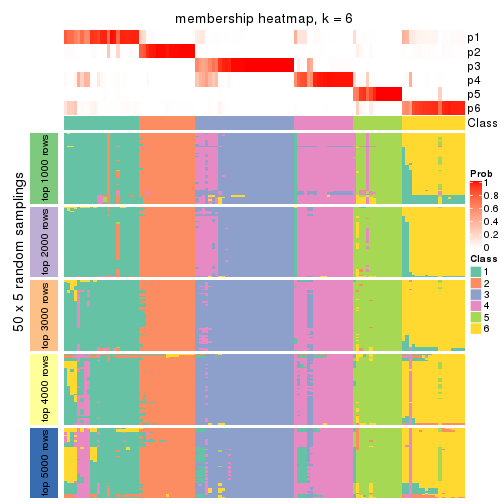 membership heatmap, k = 6
p1
p2
p3
p4
p5
p6
Class
50 x 5 random samplings
top 1000 rows
top 2000 rows
top 3000 rows
top 4000 rows
top 5000 rows
Prob
1
0.8
0.6
0.4
0.2
0
Class
1
2
3
4
5
6